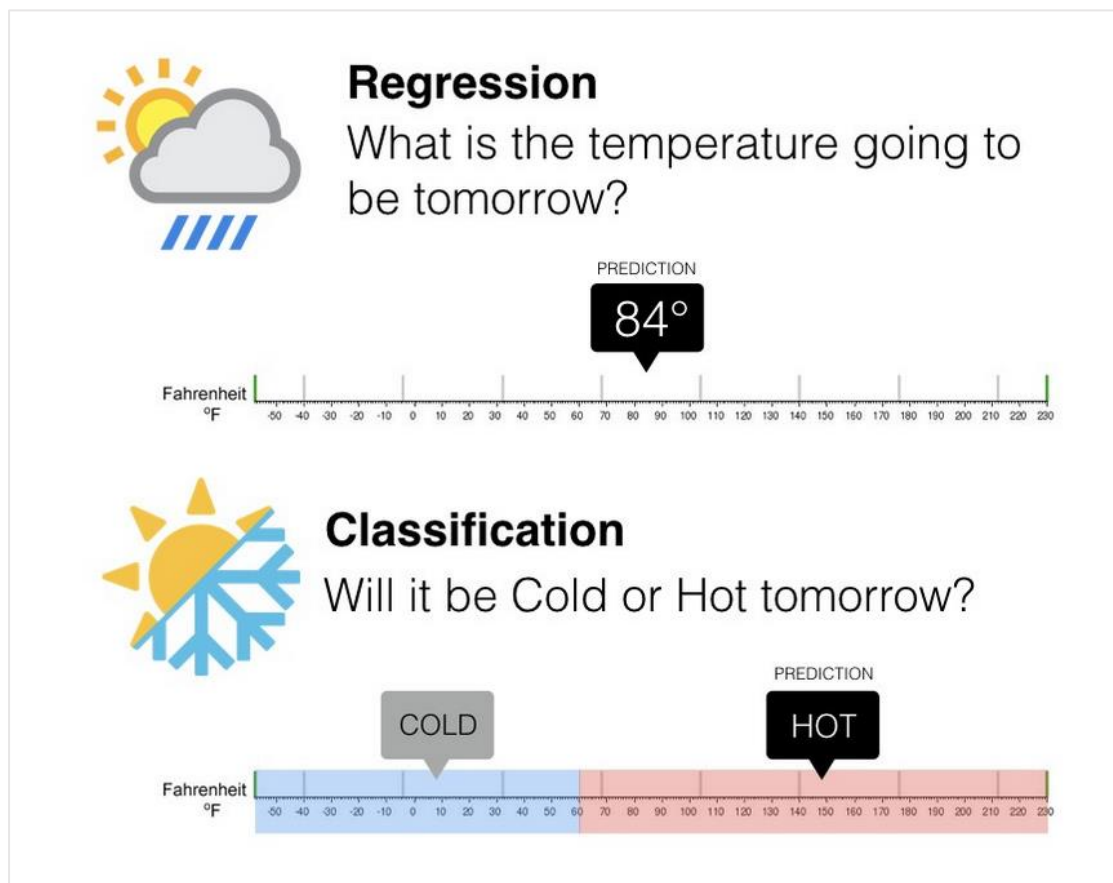 Regression
What is the temperature going to
be tomorrow?
PREDICTION
84°
Fahrenheit
°F
-50 -40 -30 -20 -10 0 10 20 30 40 50 60 70 80 90 100 110 120 130 140 150 160 170 180 190 200 210 220 230
Classification
Will it be Cold or Hot tomorrow?
PREDICTION
COLD
HOT
Fahrenheit
°F
-50 -40 -30 -20 -10 0 10 20 30 40 50 60 70 80 90 100 110 120 130 140 150 160 170 180 190 200 210 220 230